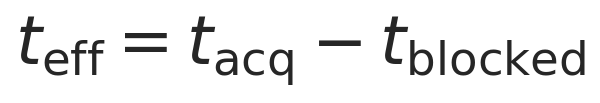 t_eff = t_acq − t_blocked